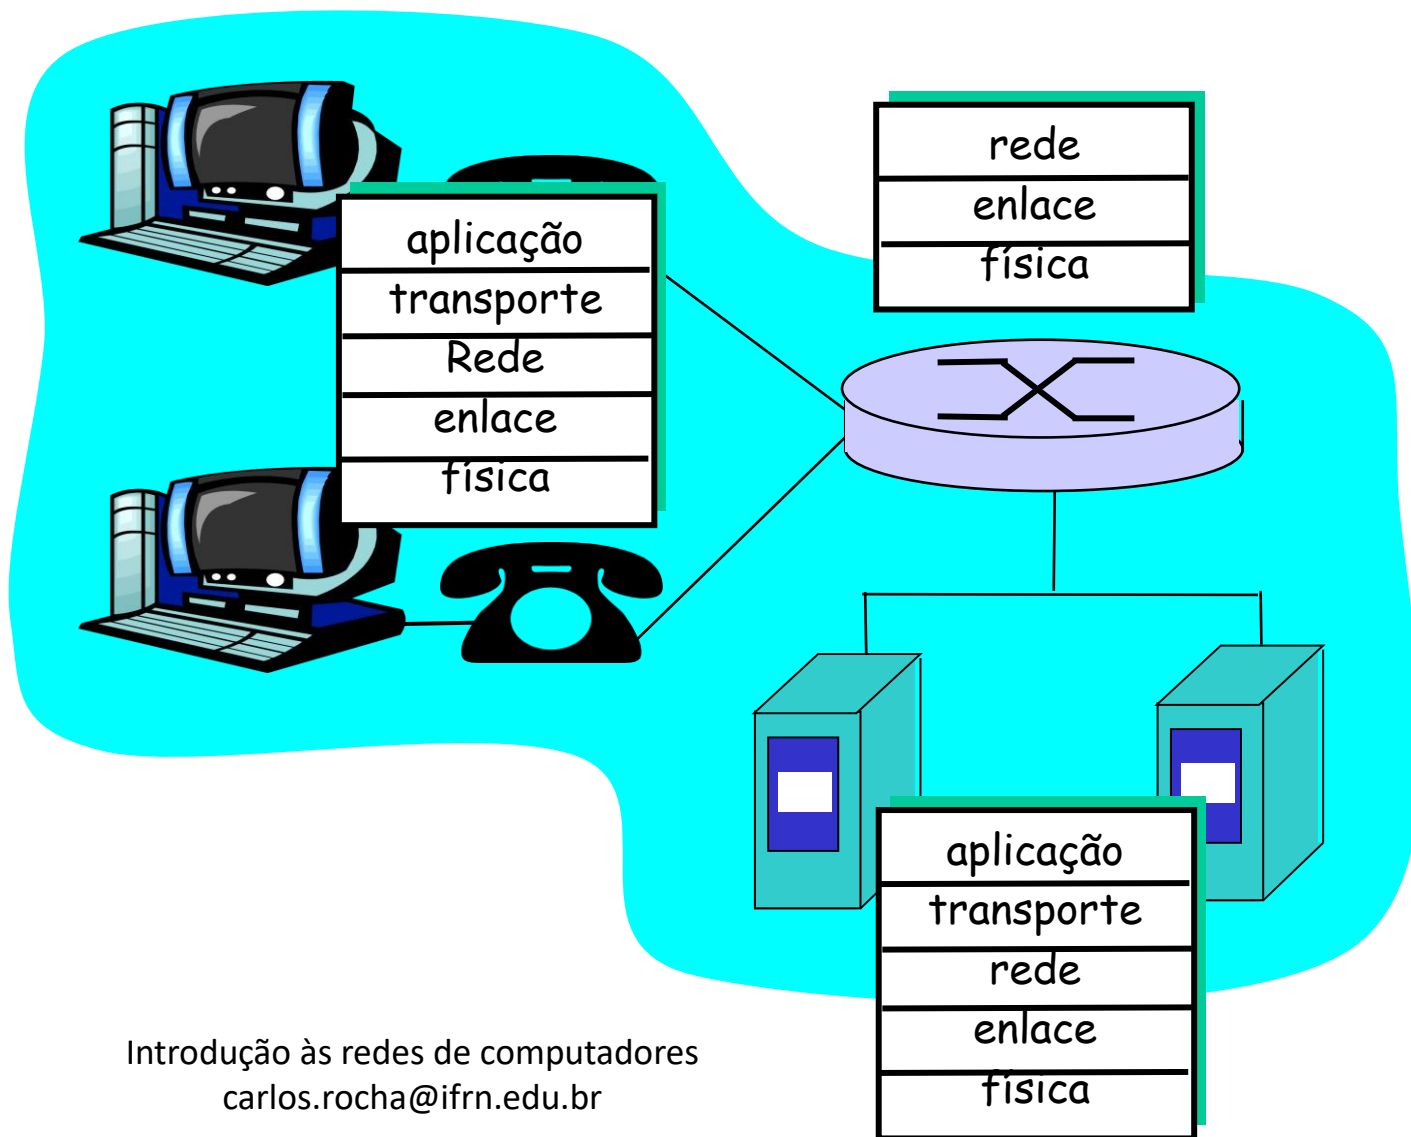 rede
enlace
física
aplicação
transporte
Rede
enlace
física
aplicação
transporte
rede
enlace
física
Introdução às redes de computadores
carlos.rocha@ifrn.edu.br